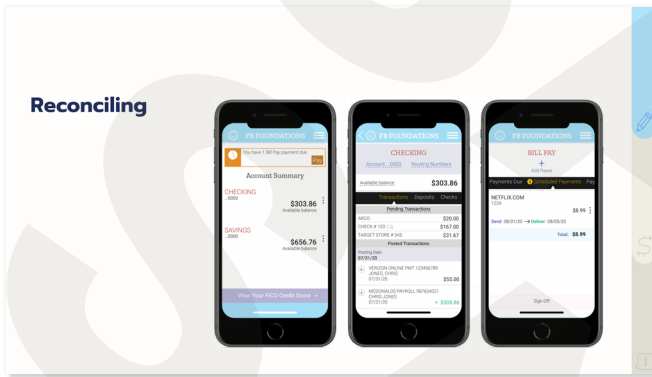 Reconciling
FB FOUNDATIONS
You have 1 Bill Pay payment due.
Pay
Account Summary
CHECKING
...0000
$303.86
Available balance
SAVINGS
...0000
$656.76
Available balance
View Your FICO Credit Score >
FB FOUNDATIONS
CHECKING
Account ...0000 Routing Numbers
Available balance $303.86
Transactions Deposits Checks
Pending Transactions
ARCO $20.00
CHECK # 103 $167.00
TARGET STORE # 345 $31.67
Posted Transactions
Posting Date
07/31/20
VERIZON ONLINE PMT 123456789
JONES, CHRIS
07/31/20 $55.00
MCDONALDS PAYROLL 987654321
CHRIS JONES
07/31/20 + $308.86
FB FOUNDATIONS
BILL PAY
+
Add Payee
Payments Due 1 Scheduled Payments Pay
NETFLIX.COM
1234
$8.99
Send 08/01/20 → Deliver 08/03/20
Total: $8.99
Sign Off